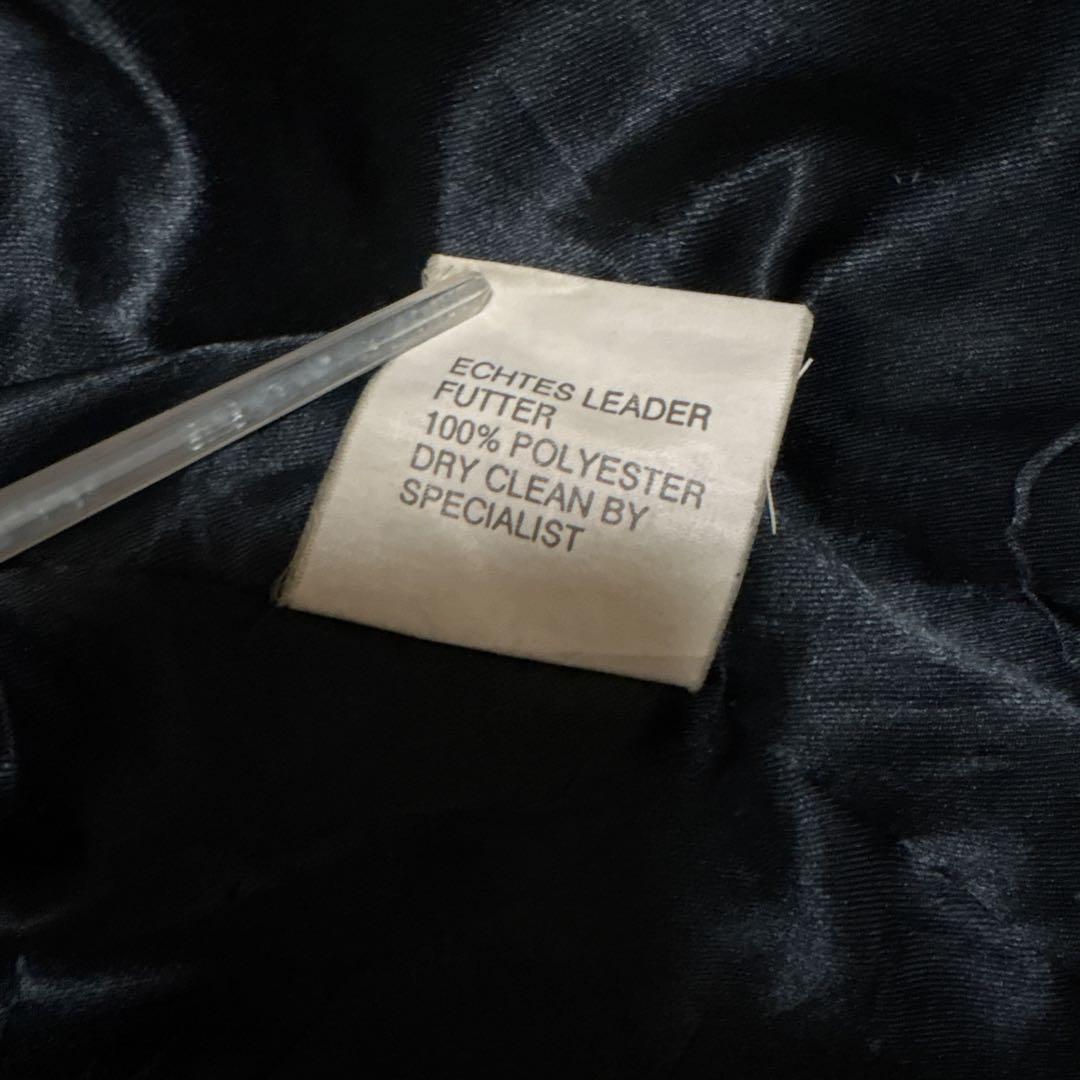 ECHTES LEADER
FUTTER
100% POLYESTER
DRY CLEAN BY
SPECIALIST